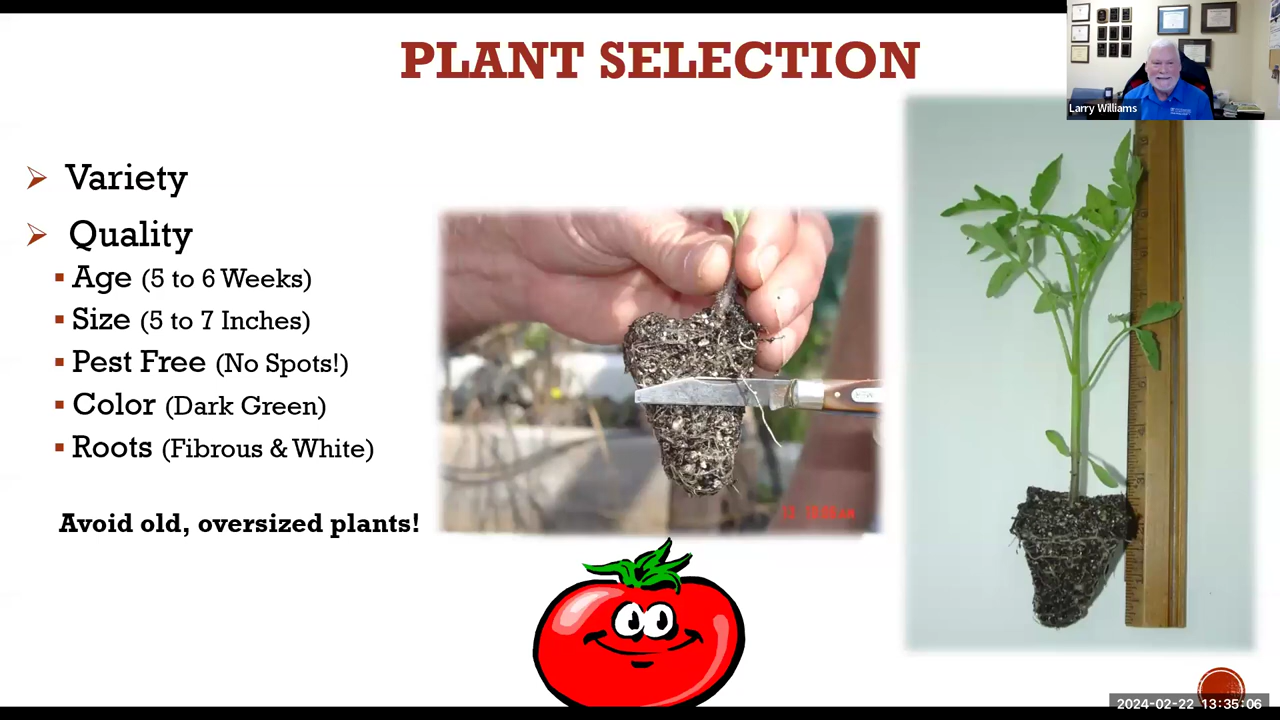 PLANT SELECTION
Larry Williams
Variety
Quality
Age (5 to 6 Weeks)
Size (5 to 7 Inches)
Pest Free (No Spots!)
Color (Dark Green)
Roots (Fibrous & White)
Avoid old, oversized plants!
2024-02-22 13:35:06